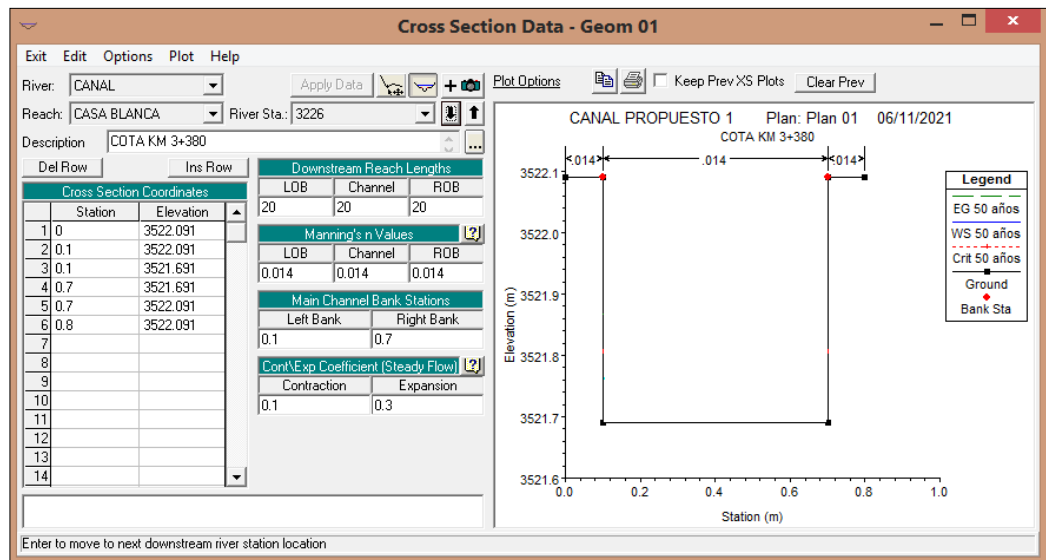 Cross Section Data - Geom 01
Exit Edit Options Plot Help
River: CANAL Apply Data
Reach: CASA BLANCA River Sta.: 3226
Description COTA KM 3+380 ...
Del Row Ins Row
Cross Section Coordinates
Station Elevation
1 0 3522.091
2 0.1 3522.091
3 0.1 3521.691
4 0.7 3521.691
5 0.7 3522.091
6 0.8 3522.091
7
8
9
10
11
12
13
14
Downstream Reach Lengths
LOB Channel ROB
20 20 20
Manning's n Values ?
LOB Channel ROB
0.014 0.014 0.014
Main Channel Bank Stations
Left Bank Right Bank
0.1 0.7
Cont\Exp Coefficient (Steady Flow) ?
Contraction Expansion
0.1 0.3
Plot Options Keep Prev XS Plots Clear Prev
CANAL PROPUESTO 1 Plan: Plan 01 06/11/2021
COTA KM 3+380
.014 .014 .014
3522.1
3522.0
3521.9
3521.8
3521.7
3521.6
Elevation (m)
0.0 0.2 0.4 0.6 0.8 1.0
Station (m)
Legend
EG 50 años
WS 50 años
Crit 50 años
Ground
Bank Sta
Enter to move to next downstream river station location